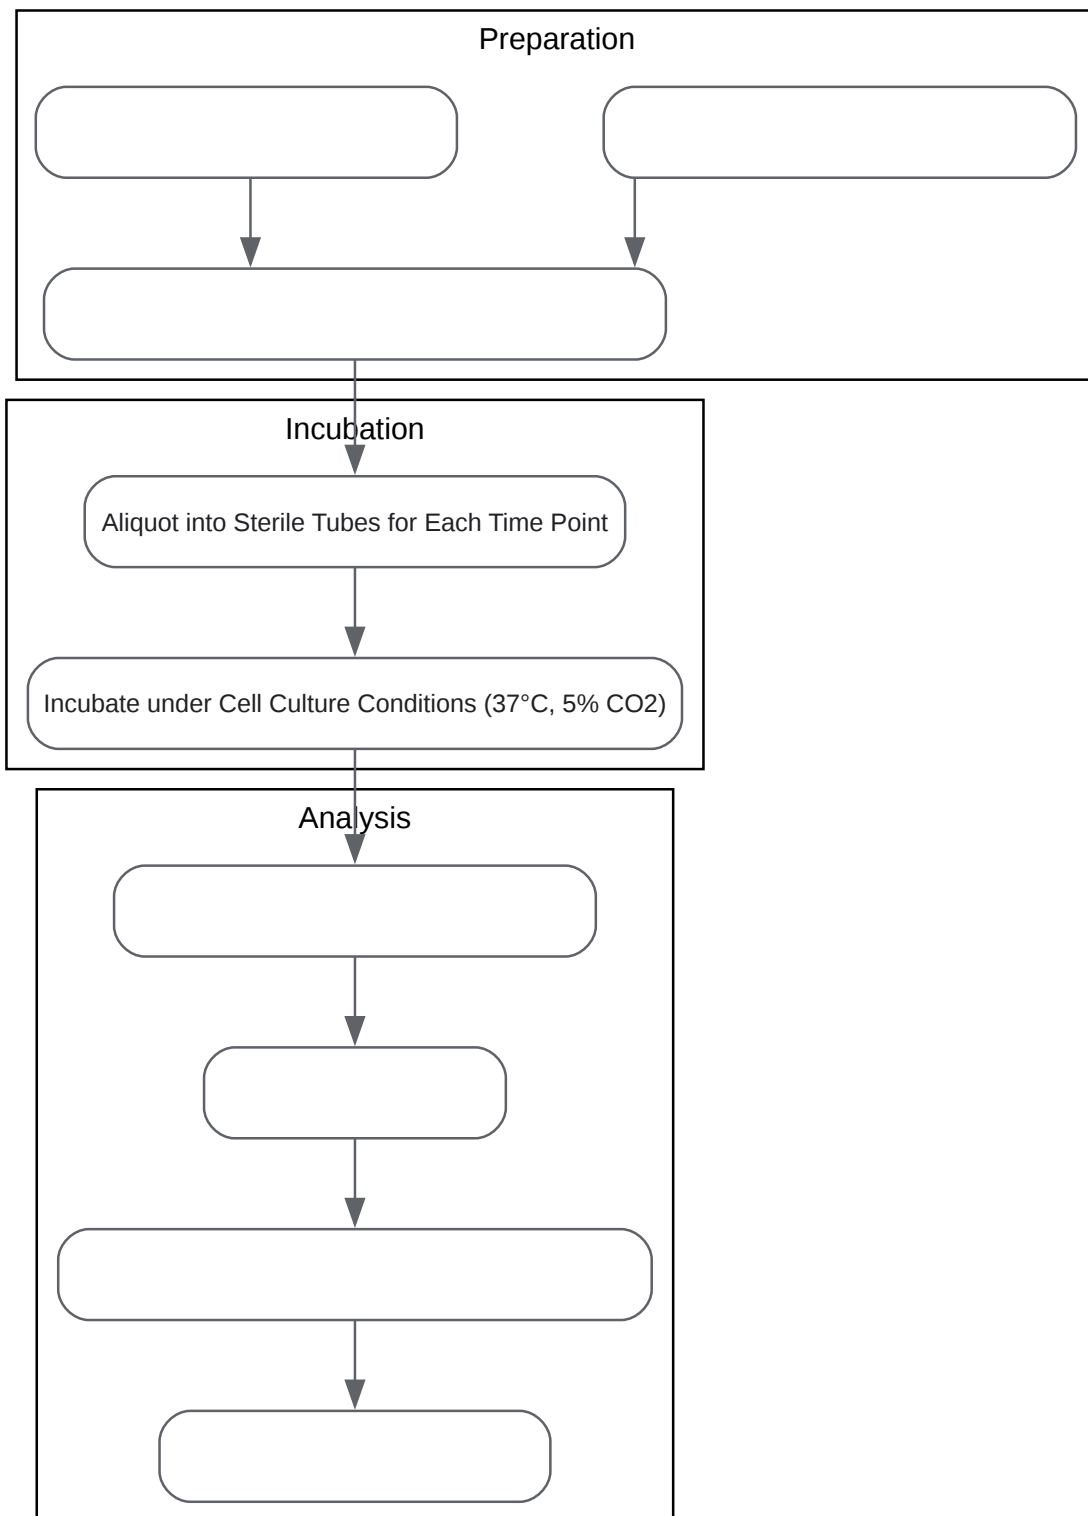 Preparation
Incubation
Aliquot into Sterile Tubes for Each Time Point
Incubate under Cell Culture Conditions (37°C, 5% CO2)
Analysis